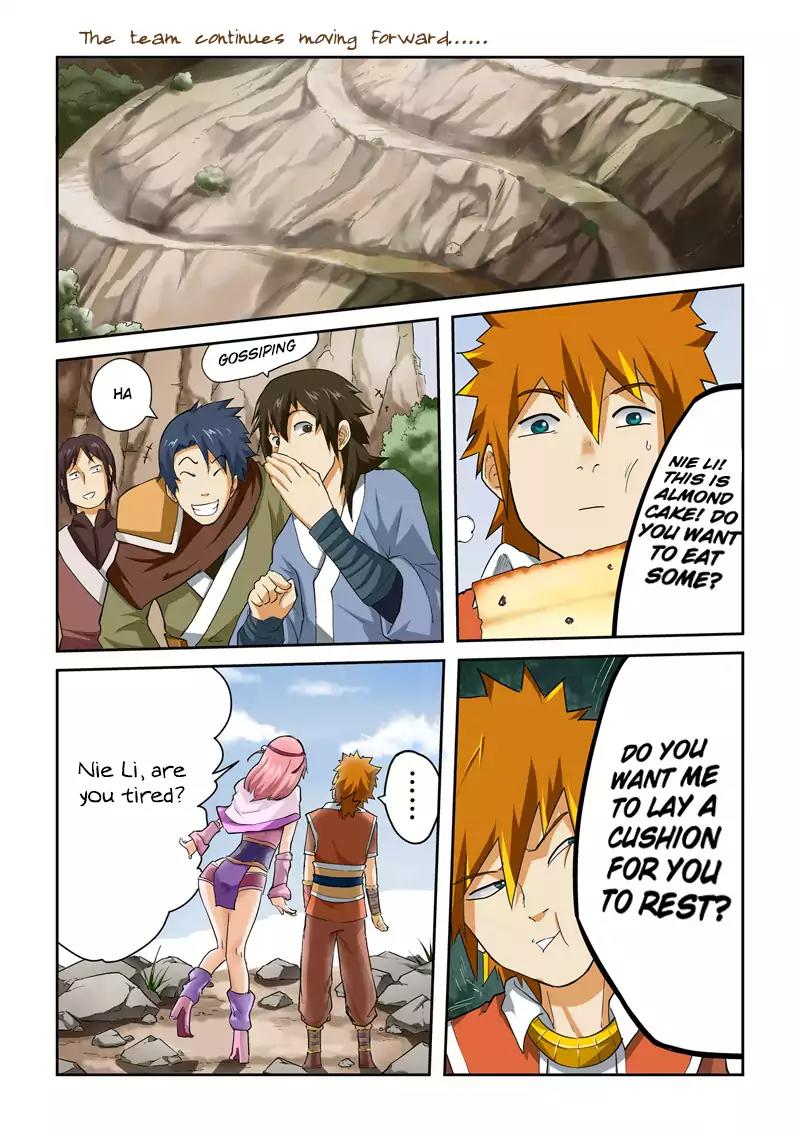 The team continues moving forward......
HA
GOSSIPING
NIE LI!
THIS IS
ALMOND
CAKE! DO
YOU WANT
TO EAT
SOME?
Nie Li, are
you tired?
......
DO YOU
WANT ME
TO LAY A
CUSHION
FOR YOU
TO REST?